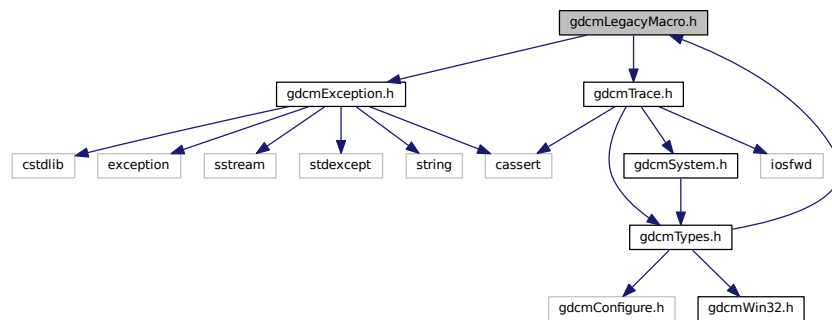 gdcmLegacyMacro.h
gdcmException.h
gdcmTrace.h
cstdlib
exception
sstream
stdexcept
string
cassert
gdcmSystem.h
iosfwd
gdcmTypes.h
gdcmConfigure.h
gdcmWin32.h